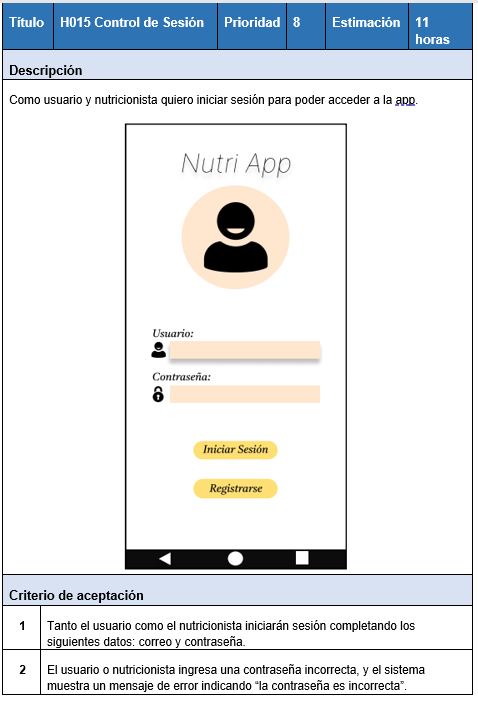 Título H015 Control de Sesión Prioridad 8 Estimación 11 horas
Descripción
Como usuario y nutricionista quiero iniciar sesión para poder acceder a la app.
Nutri App
Usuario:
Contraseña:
Iniciar Sesión
Registrarse
Criterio de aceptación
1 Tanto el usuario como el nutricionista iniciarán sesión completando los
siguientes datos: correo y contraseña.
2 El usuario o nutricionista ingresa una contraseña incorrecta, y el sistema
muestra un mensaje de error indicando “la contraseña es incorrecta”.